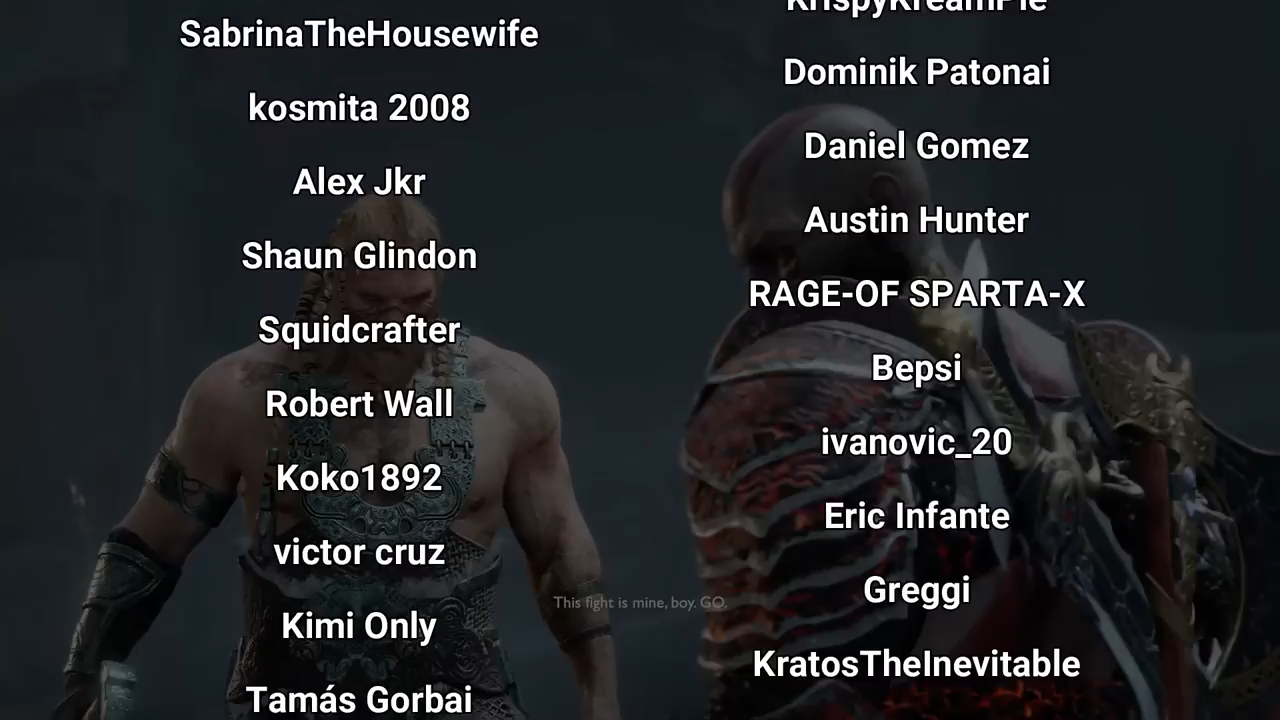 SabrinaTheHousewife
kosmita 2008
Alex Jkr
Shaun Glindon
Squidcrafter
Robert Wall
Koko1892
victor cruz
Kimi Only
Tamás Gorbai
KrispyKreamPie
Dominik Patonai
Daniel Gomez
Austin Hunter
RAGE-OF SPARTA-X
Bepsi
ivanovic_20
Eric Infante
Greggi
KratosTheInevitable
This fight is mine, boy. GO.